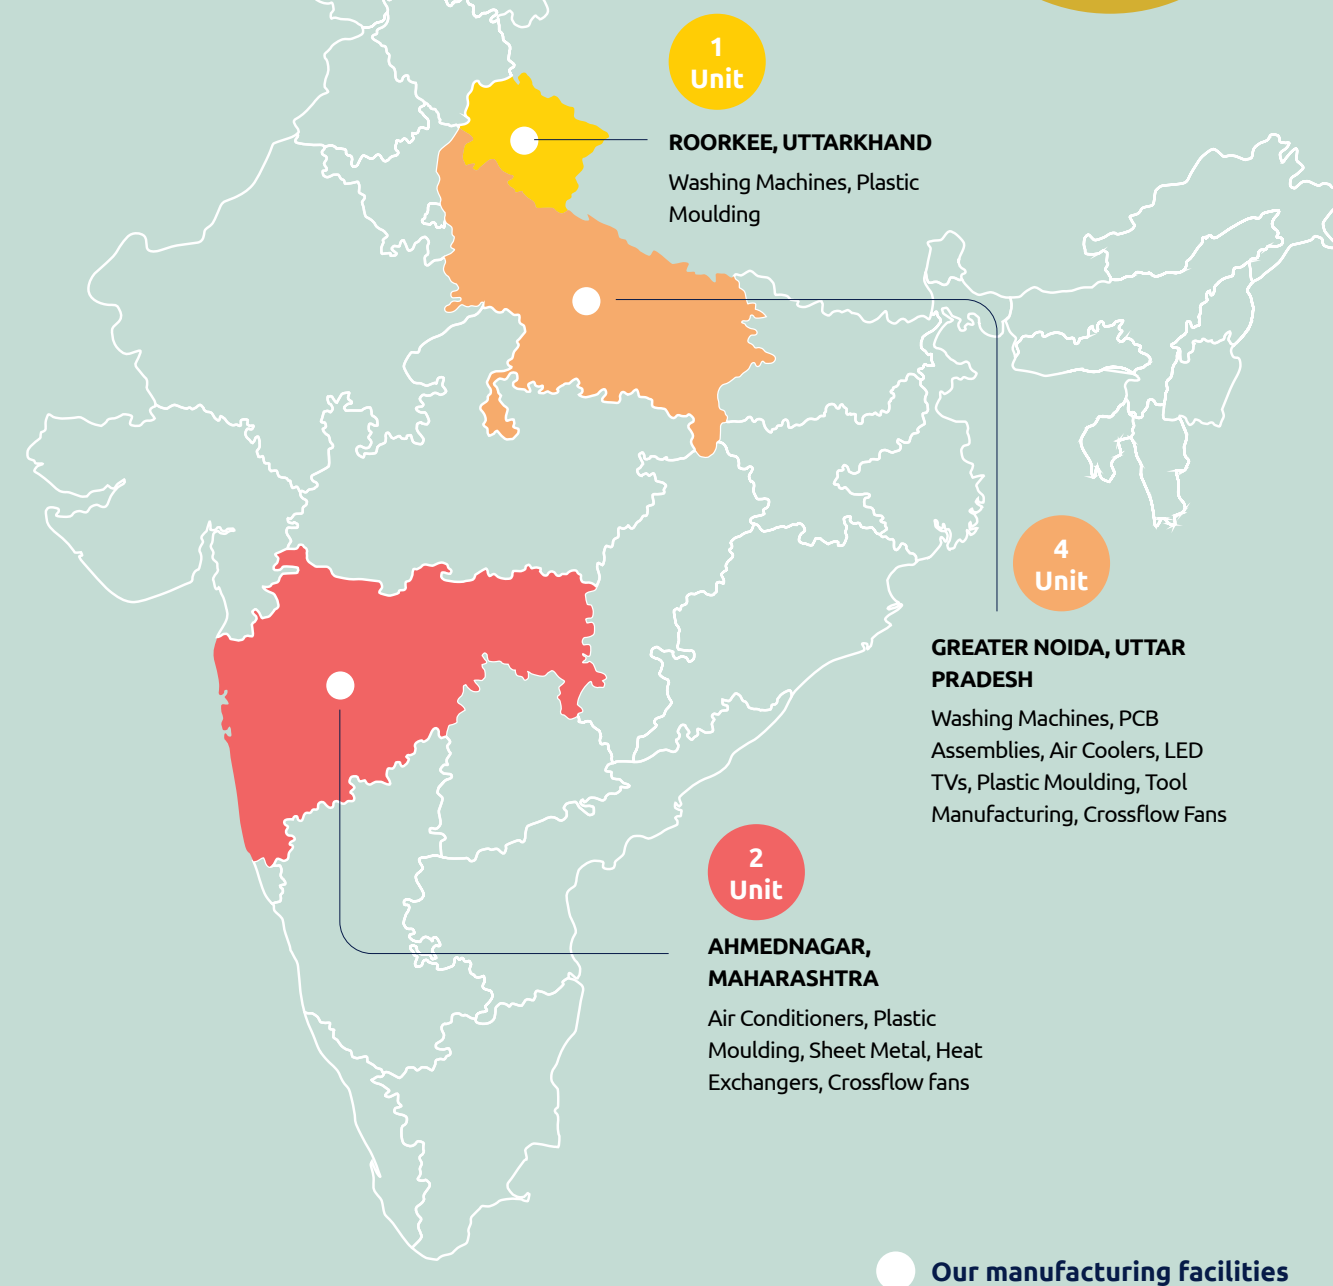 1
Unit
ROORKEE, UTTARKHAND
Washing Machines, Plastic
Moulding
4
Unit
GREATER NOIDA, UTTAR
PRADESH
Washing Machines, PCB
Assemblies, Air Coolers, LED
TVs, Plastic Moulding, Tool
Manufacturing, Crossflow Fans
2
Unit
AHMEDNAGAR,
MAHARASHTRA
Air Conditioners, Plastic
Moulding, Sheet Metal, Heat
Exchangers, Crossflow fans
Our manufacturing facilities